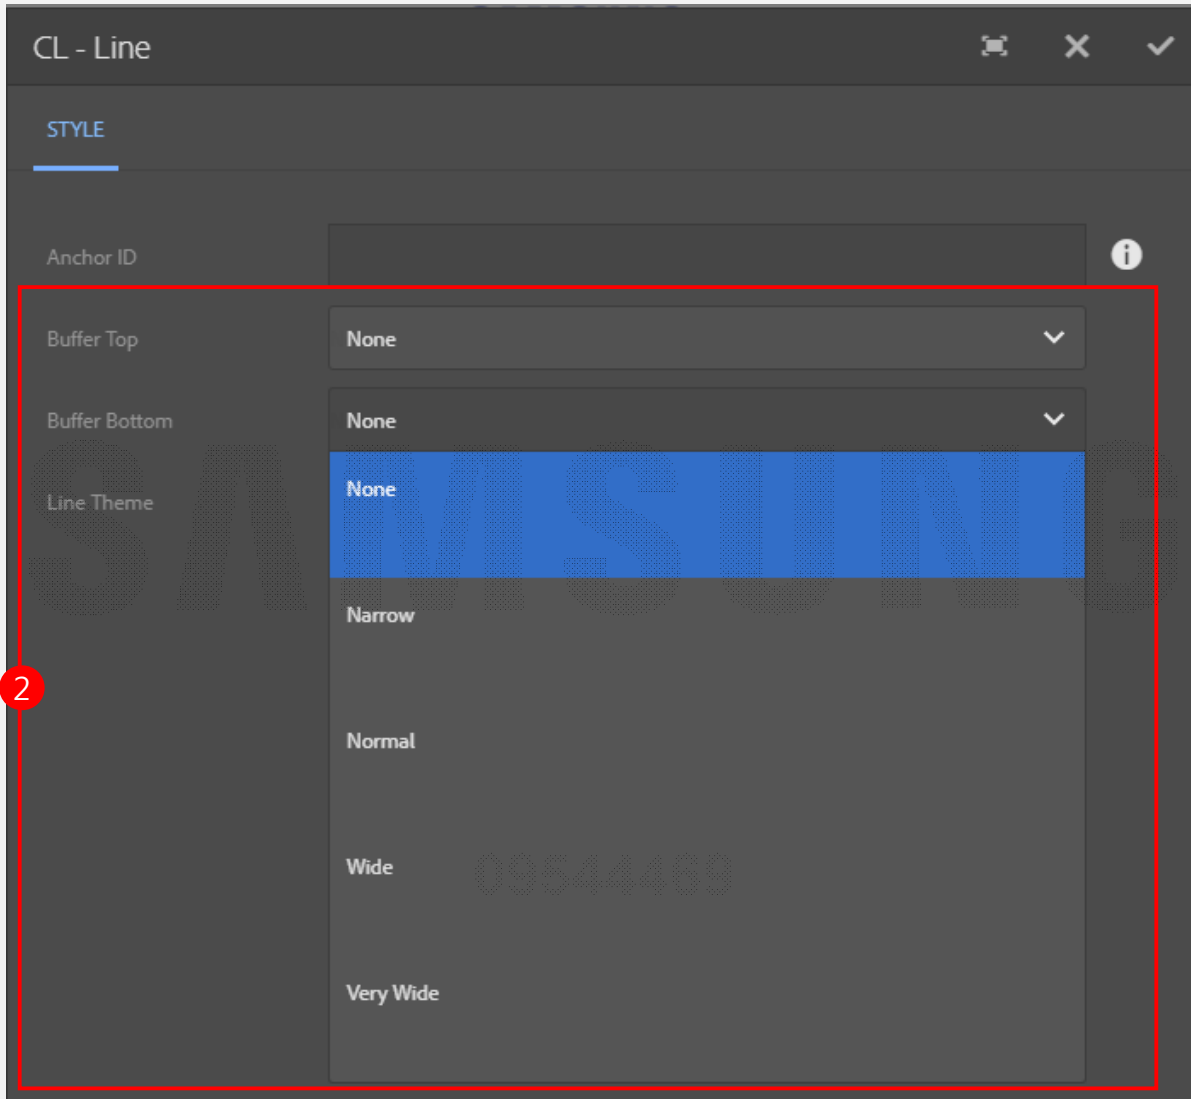 CL - Line
STYLE
Anchor ID
Buffer Top
None
Buffer Bottom
None
Line Theme
None
Narrow
Normal
Wide
Very Wide
2
SAMSUNG
09544469